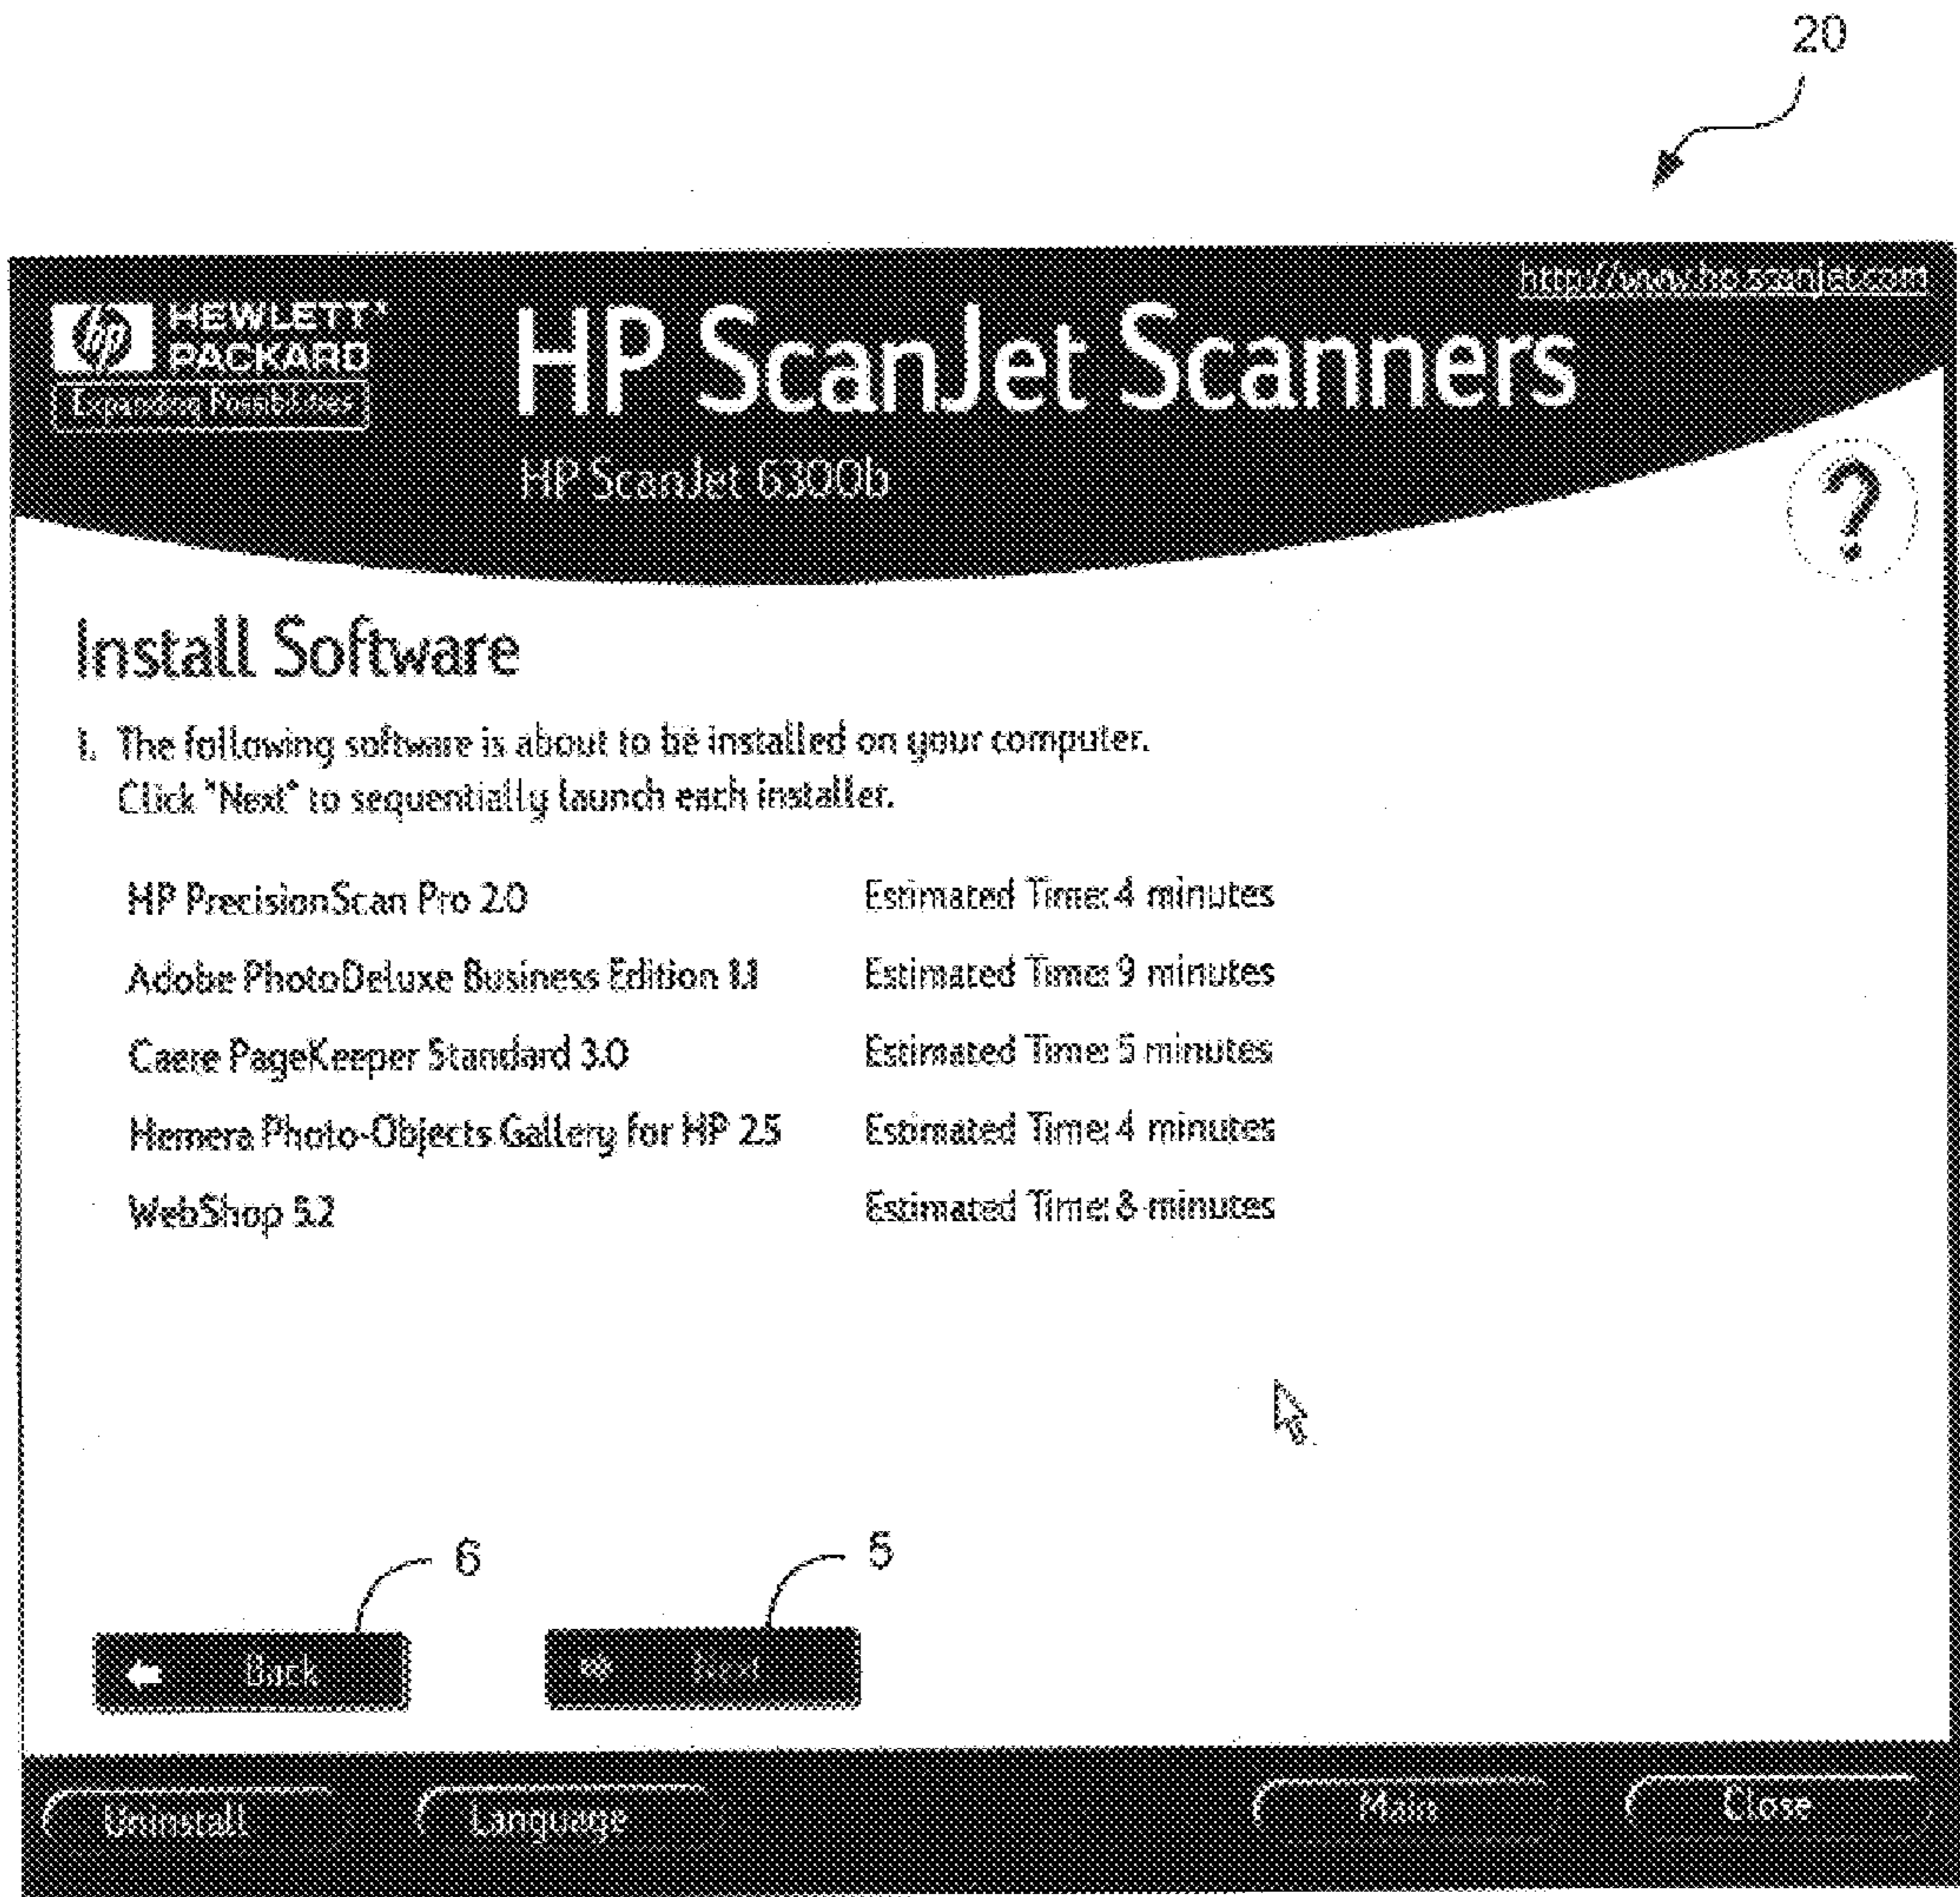 20
http://www.hp.scanjet.com
hp HEWLETT
PACKARD
Expanding Possibilities
HP ScanJet Scanners
HP ScanJet 6300b
?
Install Software
1. The following software is about to be installed on your computer.
Click "Next" to sequentially launch each installer.
HP PrecisionScan Pro 2.0 Estimated Time: 4 minutes
Adobe PhotoDeluxe Business Edition 1.1 Estimated Time: 9 minutes
Caere PageKeeper Standard 3.0 Estimated Time: 5 minutes
Hemera Photo-Objects Gallery for HP 2.5 Estimated Time: 4 minutes
WebShop 5.2 Estimated Time: 8 minutes
6 5
Back Next
Uninstall Language Main Close